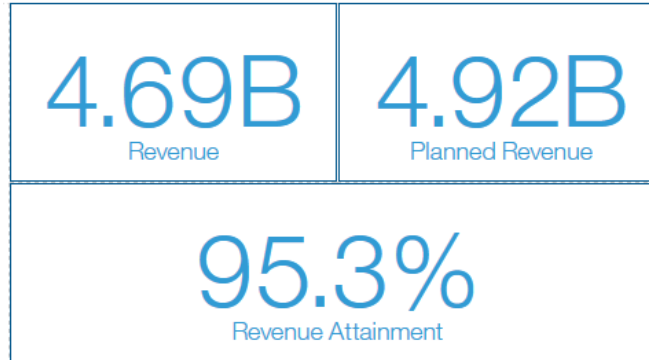 4.69B
Revenue
4.92B
Planned Revenue
95.3%
Revenue Attainment